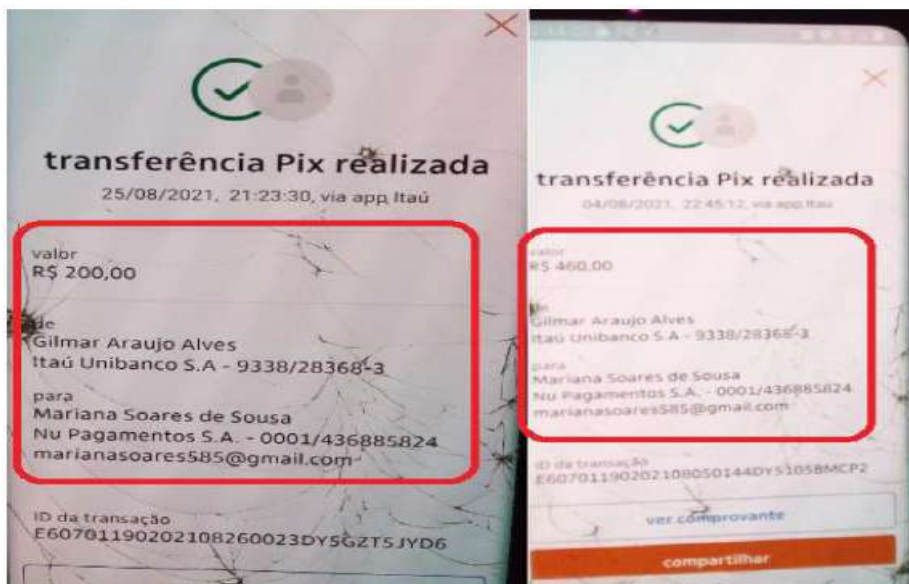 transferência Pix realizada
25/08/2021, 21:23:30, via app Itaú
valor
R$ 200,00
de
Gilmar Araujo Alves
Itaú Unibanco S.A - 9338/28368-3
para
Mariana Soares de Sousa
Nu Pagamentos S.A. - 0001/436885824
marianasoares585@gmail.com
ID da transação
E60701190202108260023DY5GZT5JYD6
transferência Pix realizada
04/08/2021, 22:45:12, via app Itaú
valor
R$ 460,00
de
Gilmar Araujo Alves
Itaú Unibanco S.A - 9338/28368-3
para
Mariana Soares de Sousa
Nu Pagamentos S.A. - 0001/436885824
marianasoares585@gmail.com
ID da transação
ver comprovante
compartilhar